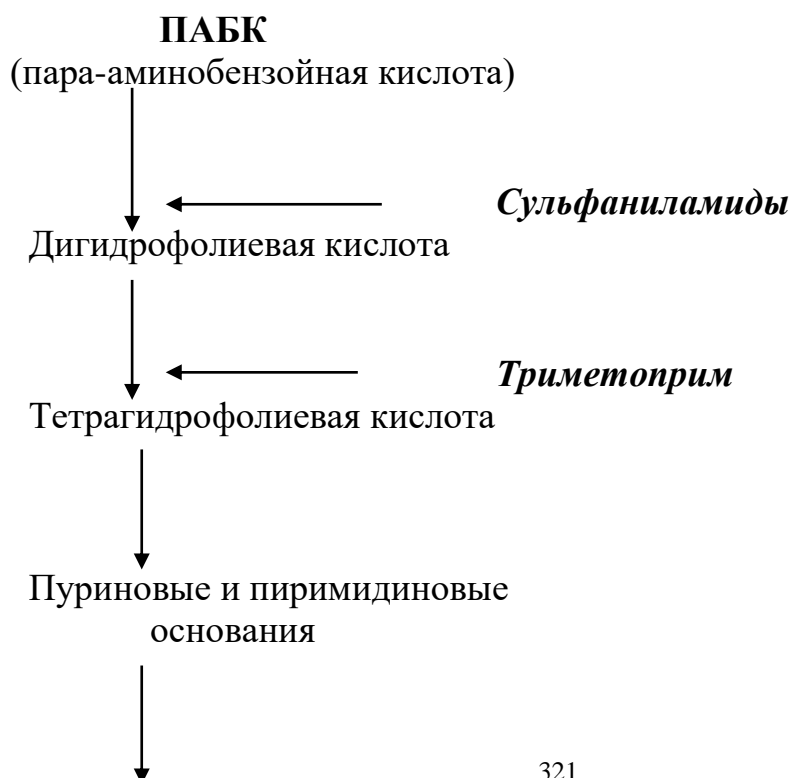 ПАБК
(пара-аминобензойная кислота)
Сульфаниламиды
Дигидрофолиевая кислота
Триметоприм
Тетрагидрофолиевая кислота
Пуриновые и пиримидиновые
основания
321